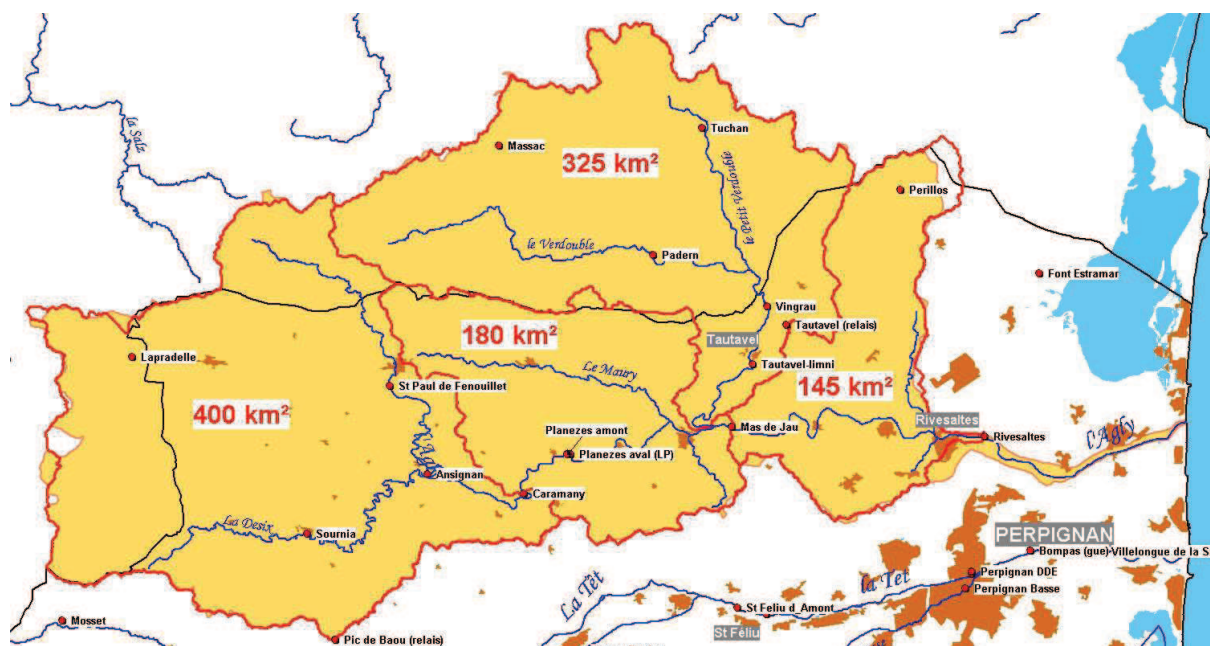 la Salz
Tuchan
Massac
325 km²
le Petit Verdouble
Perillos
le Verdouble
Padern
Font Estramar
Vingrau
180 km²
Tautavel (relais)
Tautavel
Lapradelle
Le Maury
Tautavel-limni
St Paul de Fenouillet
145 km²
400 km²
Rivesaltes
Mas de Jau
Planezes amont
Rivesaltes
l'Agly
Planezes aval (LP)
l'Agly
Ansignan
Caramany
La Desix
Sournia
PERPIGNAN
Bompas (gue)-Villelongue de la S
Perpignan DDE
la Tet
La Têt
Perpignan Basse
St Feliu d_Amont
Mosset
St Féliu
Pic de Baou (relais)